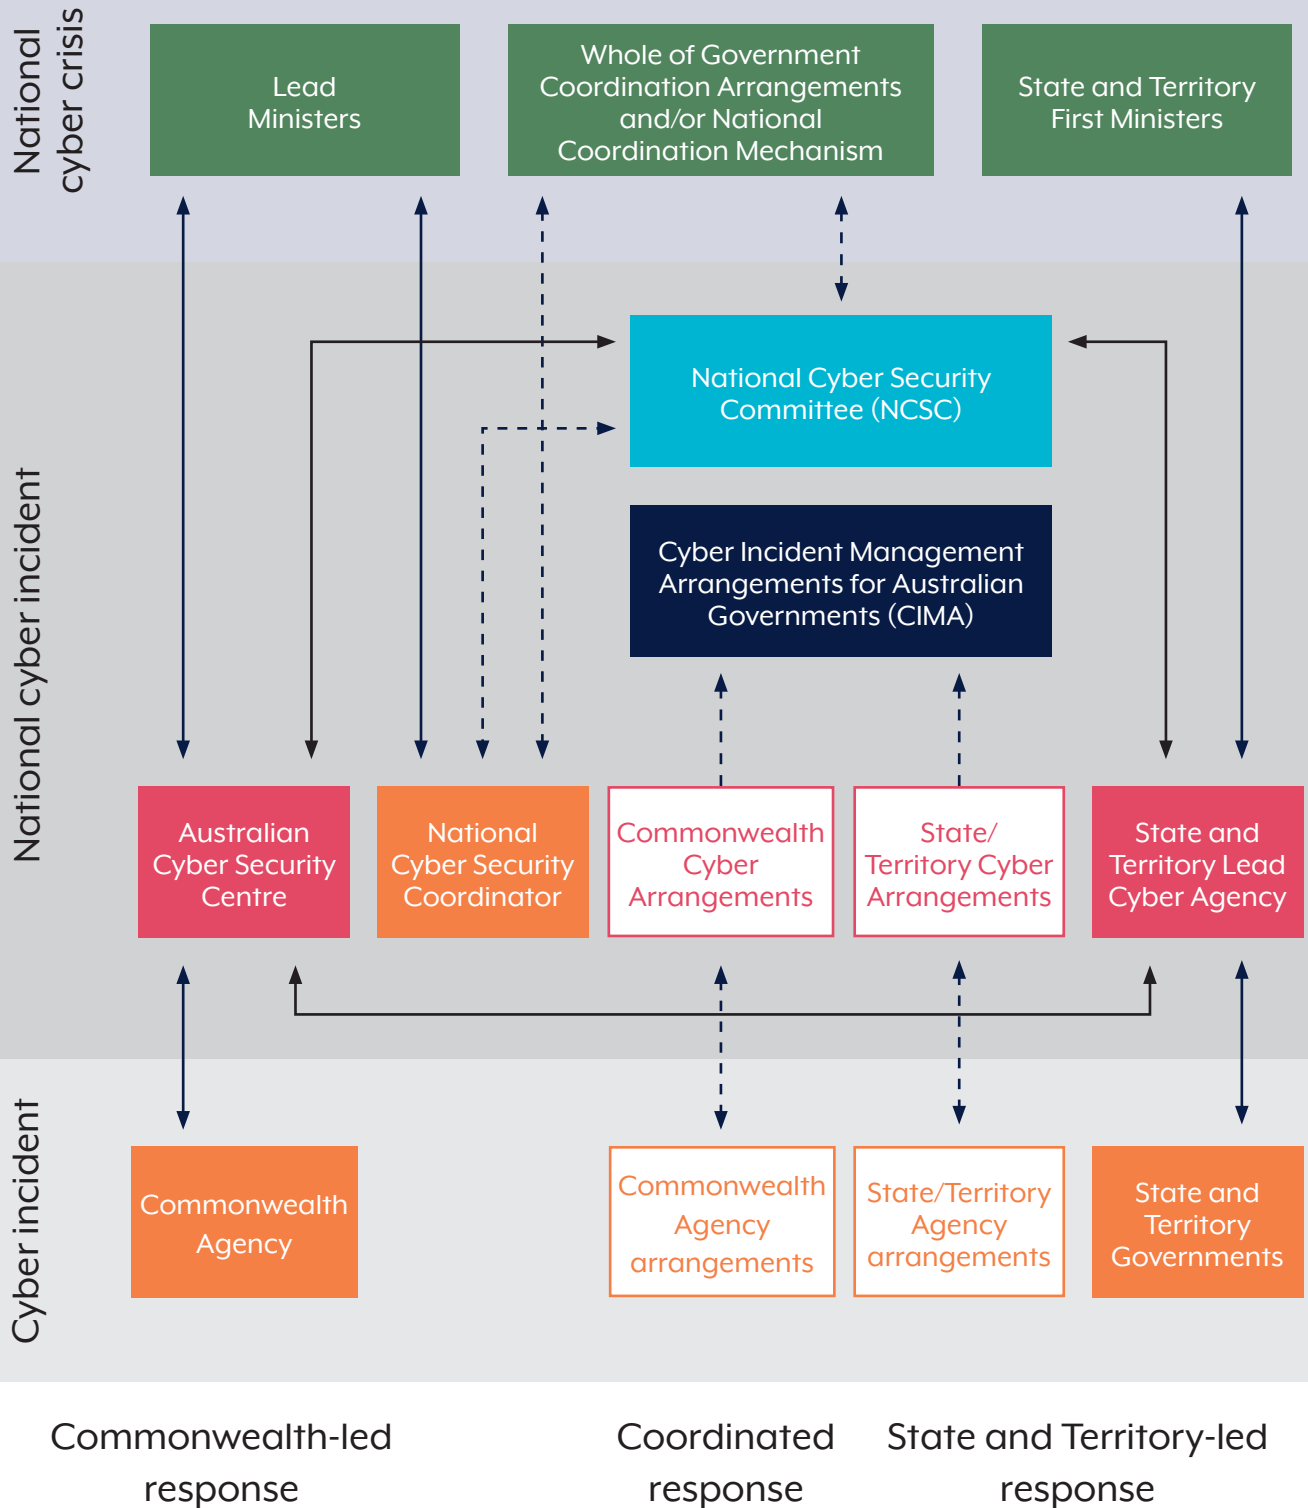 National
cyber crisis
Lead
Ministers
Whole of Government
Coordination Arrangements
and/or National
Coordination Mechanism
State and Territory
First Ministers
National cyber incident
National Cyber Security
Committee (NCSC)
Cyber Incident Management
Arrangements for Australian
Governments (CIMA)
Australian
Cyber Security
Centre
National
Cyber Security
Coordinator
Commonwealth
Cyber
Arrangements
State/
Territory Cyber
Arrangements
State and
Territory Lead
Cyber Agency
Cyber incident
Commonwealth
Agency
Commonwealth
Agency
arrangements
State/Territory
Agency
arrangements
State and
Territory
Governments
Commonwealth-led
response
Coordinated
response
State and Territory-led
response